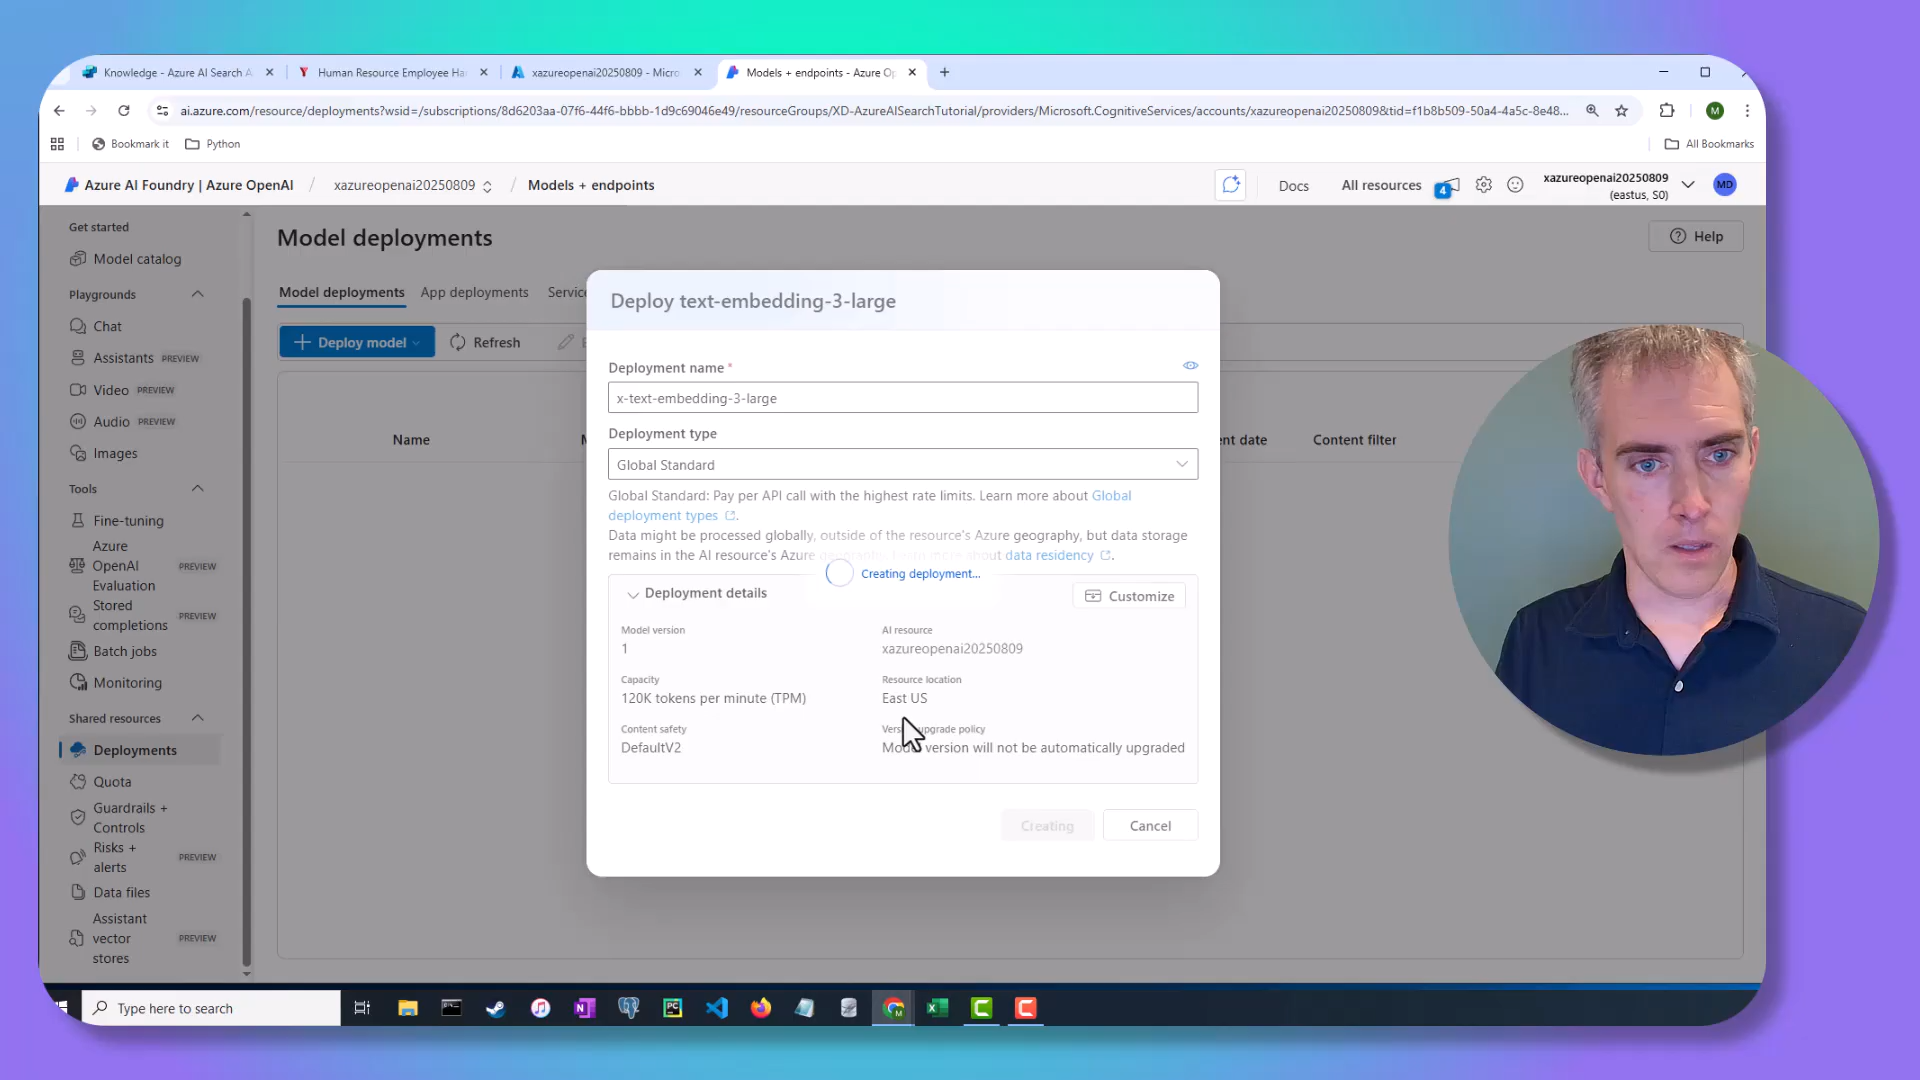 Knowledge - Azure AI Search A
Human Resource Employee Ha
xazureopenai20250809 - Micro
Models + endpoints - Azure Op
ai.azure.com/resource/deployments?wsid=/subscriptions/8d6203aa-07f6-44f6-bbbb-1d9c69046e49/resourceGroups/XD-AzureAISearchTutorial/providers/Microsoft.CognitiveServices/accounts/xazureopenai20250809&tid=f1b8b509-50a4-4a5c-8e48...
M
Bookmark it
Python
All Bookmarks
Azure AI Foundry | Azure OpenAI
/
xazureopenai20250809
/
Models + endpoints
Docs
All resources
4
xazureopenai20250809
(eastus, S0)
MD
Get started
Model catalog
Playgrounds
Chat
Assistants PREVIEW
Video PREVIEW
Audio PREVIEW
Images
Tools
Fine-tuning
Azure
OpenAI PREVIEW
Evaluation
Stored
completions PREVIEW
Batch jobs
Monitoring
Shared resources
Deployments
Quota
Guardrails +
Controls
Risks +
alerts PREVIEW
Data files
Assistant
vector PREVIEW
stores
Model deployments
Help
Model deployments
App deployments
Service
Deploy model
Refresh
Name
nt date
Content filter
Deploy text-embedding-3-large
Deployment name *
x-text-embedding-3-large
Deployment type
Global Standard
Global Standard: Pay per API call with the highest rate limits. Learn more about Global
deployment types .
Data might be processed globally, outside of the resource's Azure geography, but data storage
remains in the AI resource's Azure data residency .
Creating deployment...
Deployment details
Customize
Model version
1
AI resource
xazureopenai20250809
Capacity
120K tokens per minute (TPM)
Resource location
East US
Content safety
DefaultV2
upgrade policy
version will not be automatically upgraded
Creating
Cancel
Type here to search